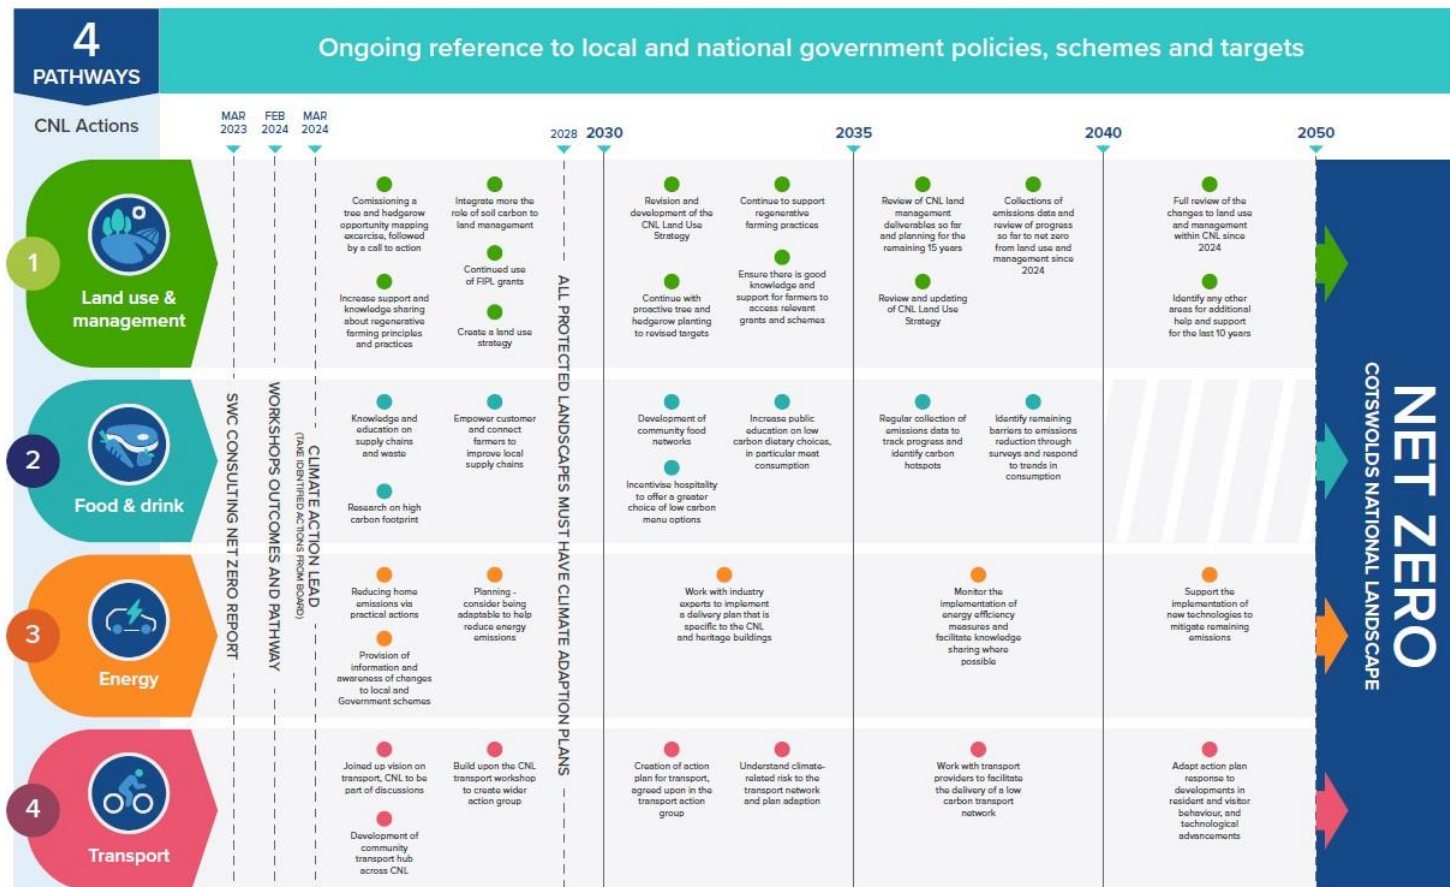 4
PATHWAYS
Ongoing reference to local and national government policies, schemes and targets
CNL Actions
MAR
2023
FEB
2024
MAR
2024
2028
2030
2035
2040
2050
SWC CONSULTING NET ZERO REPORT
WORKSHOPS OUTCOMES AND PATHWAY
CLIMATE ACTION LEAD
(TAKE IDENTIFIED ACTIONS FROM BOARD)
ALL PROTECTED LANDSCAPES MUST HAVE CLIMATE ADAPTION PLANS
1
Land use &
management
Comissioning a
tree and hedgerow
opportunity mapping
excercise, followed
by a call to action
Increase support and
knowledge sharing
about regenerative
farming principles
and practices
Integrate more the
role of soil carbon to
land management
Continued use
of FIPL grants
Create a land use
strategy
Revision and
development of the
CNL Land Use
Strategy
Continue with
proactive tree and
hedgerow planting
to revised targets
Continue to support
regenerative
farming practices
Ensure there is good
knowledge and
support for farmers to
access relevant
grants and schemes
Review of CNL land
management
deliverables so far
and planning for the
remaining 15 years
Review and updating
of CNL Land Use
Strategy
Collections of
emissions data and
review of progress
so far to net zero
from land use and
management since
2024
Full review of the
changes to land use
and management
within CNL since
2024
Identify any other
areas for additional
help and support
for the last 10 years
2
Food & drink
Knowledge and
education on
supply chains
and waste
Research on high
carbon footprint
Empower customer
and connect
farmers to
improve local
supply chains
Development of
community food
networks
Incentivise hospitality
to offer a greater
choice of low carbon
menu options
Increase public
education on low
carbon dietary choices,
in particular meat
consumption
Regular collection of
emissions data to
track progress and
identify carbon
hotspots
Identify remaining
barriers to emissions
reduction through
surveys and respond
to trends in
consumption
3
Energy
Reducing home
emissions via
practical actions
Provision of
information and
awareness of changes
to local and
Government schemes
Planning -
consider being
adaptable to help
reduce energy
emissions
Work with industry
experts to implement
a delivery plan that is
specific to the CNL
and heritage buildings
Monitor the
implementation of
energy efficiency
measures and
facilitate knowledge
sharing where
possible
Support the
implementation of
new technologies to
mitigate remaining
emissions
4
Transport
Joined up vision on
transport, CNL to be
part of discussions
Development of
community
transport hub
across CNL
Build upon the CNL
transport workshop
to create wider
action group
Creation of action
plan for transport,
agreed upon in the
transport action
group
Understand climate-
related risk to the
transport network
and plan adaption
Work with transport
providers to facilitate
the delivery of a low
carbon transport
network
Adapt action plan
response to
developments in
resident and visitor
behaviour, and
technological
advancements
NET ZERO
COTSWOLDS NATIONAL LANDSCAPE